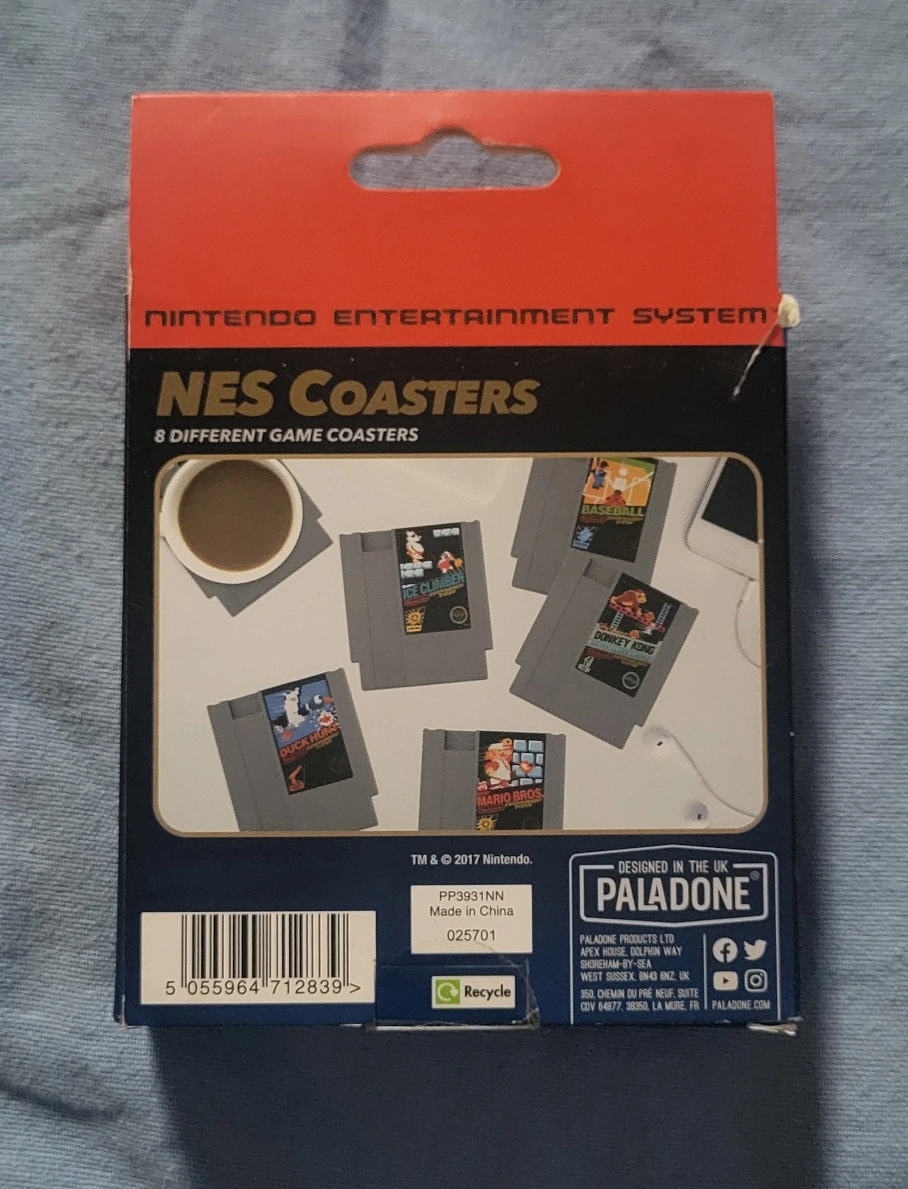 NINTENDO ENTERTAINMENT SYSTEM
NES COASTERS
8 DIFFERENT GAME COASTERS
BASEBALL
ICE CLIMBER
DONKEY KONG
DUCK HUNT
MARIO BROS.
TM & © 2017 Nintendo.
PP3931NN
Made in China
025701
Recycle
5 055964 712839 >
DESIGNED IN THE UK
PALADONE®
PALADONE PRODUCTS LTD
APEX HOUSE, DOLPHIN WAY
SHOREHAM-BY-SEA
WEST SUSSEX, BN43 6NZ, UK
350, CHEMIN DU PRÉ NEUF, SUITE
CDV 64977, 38350, LA MURE, FR
PALADONE.COM